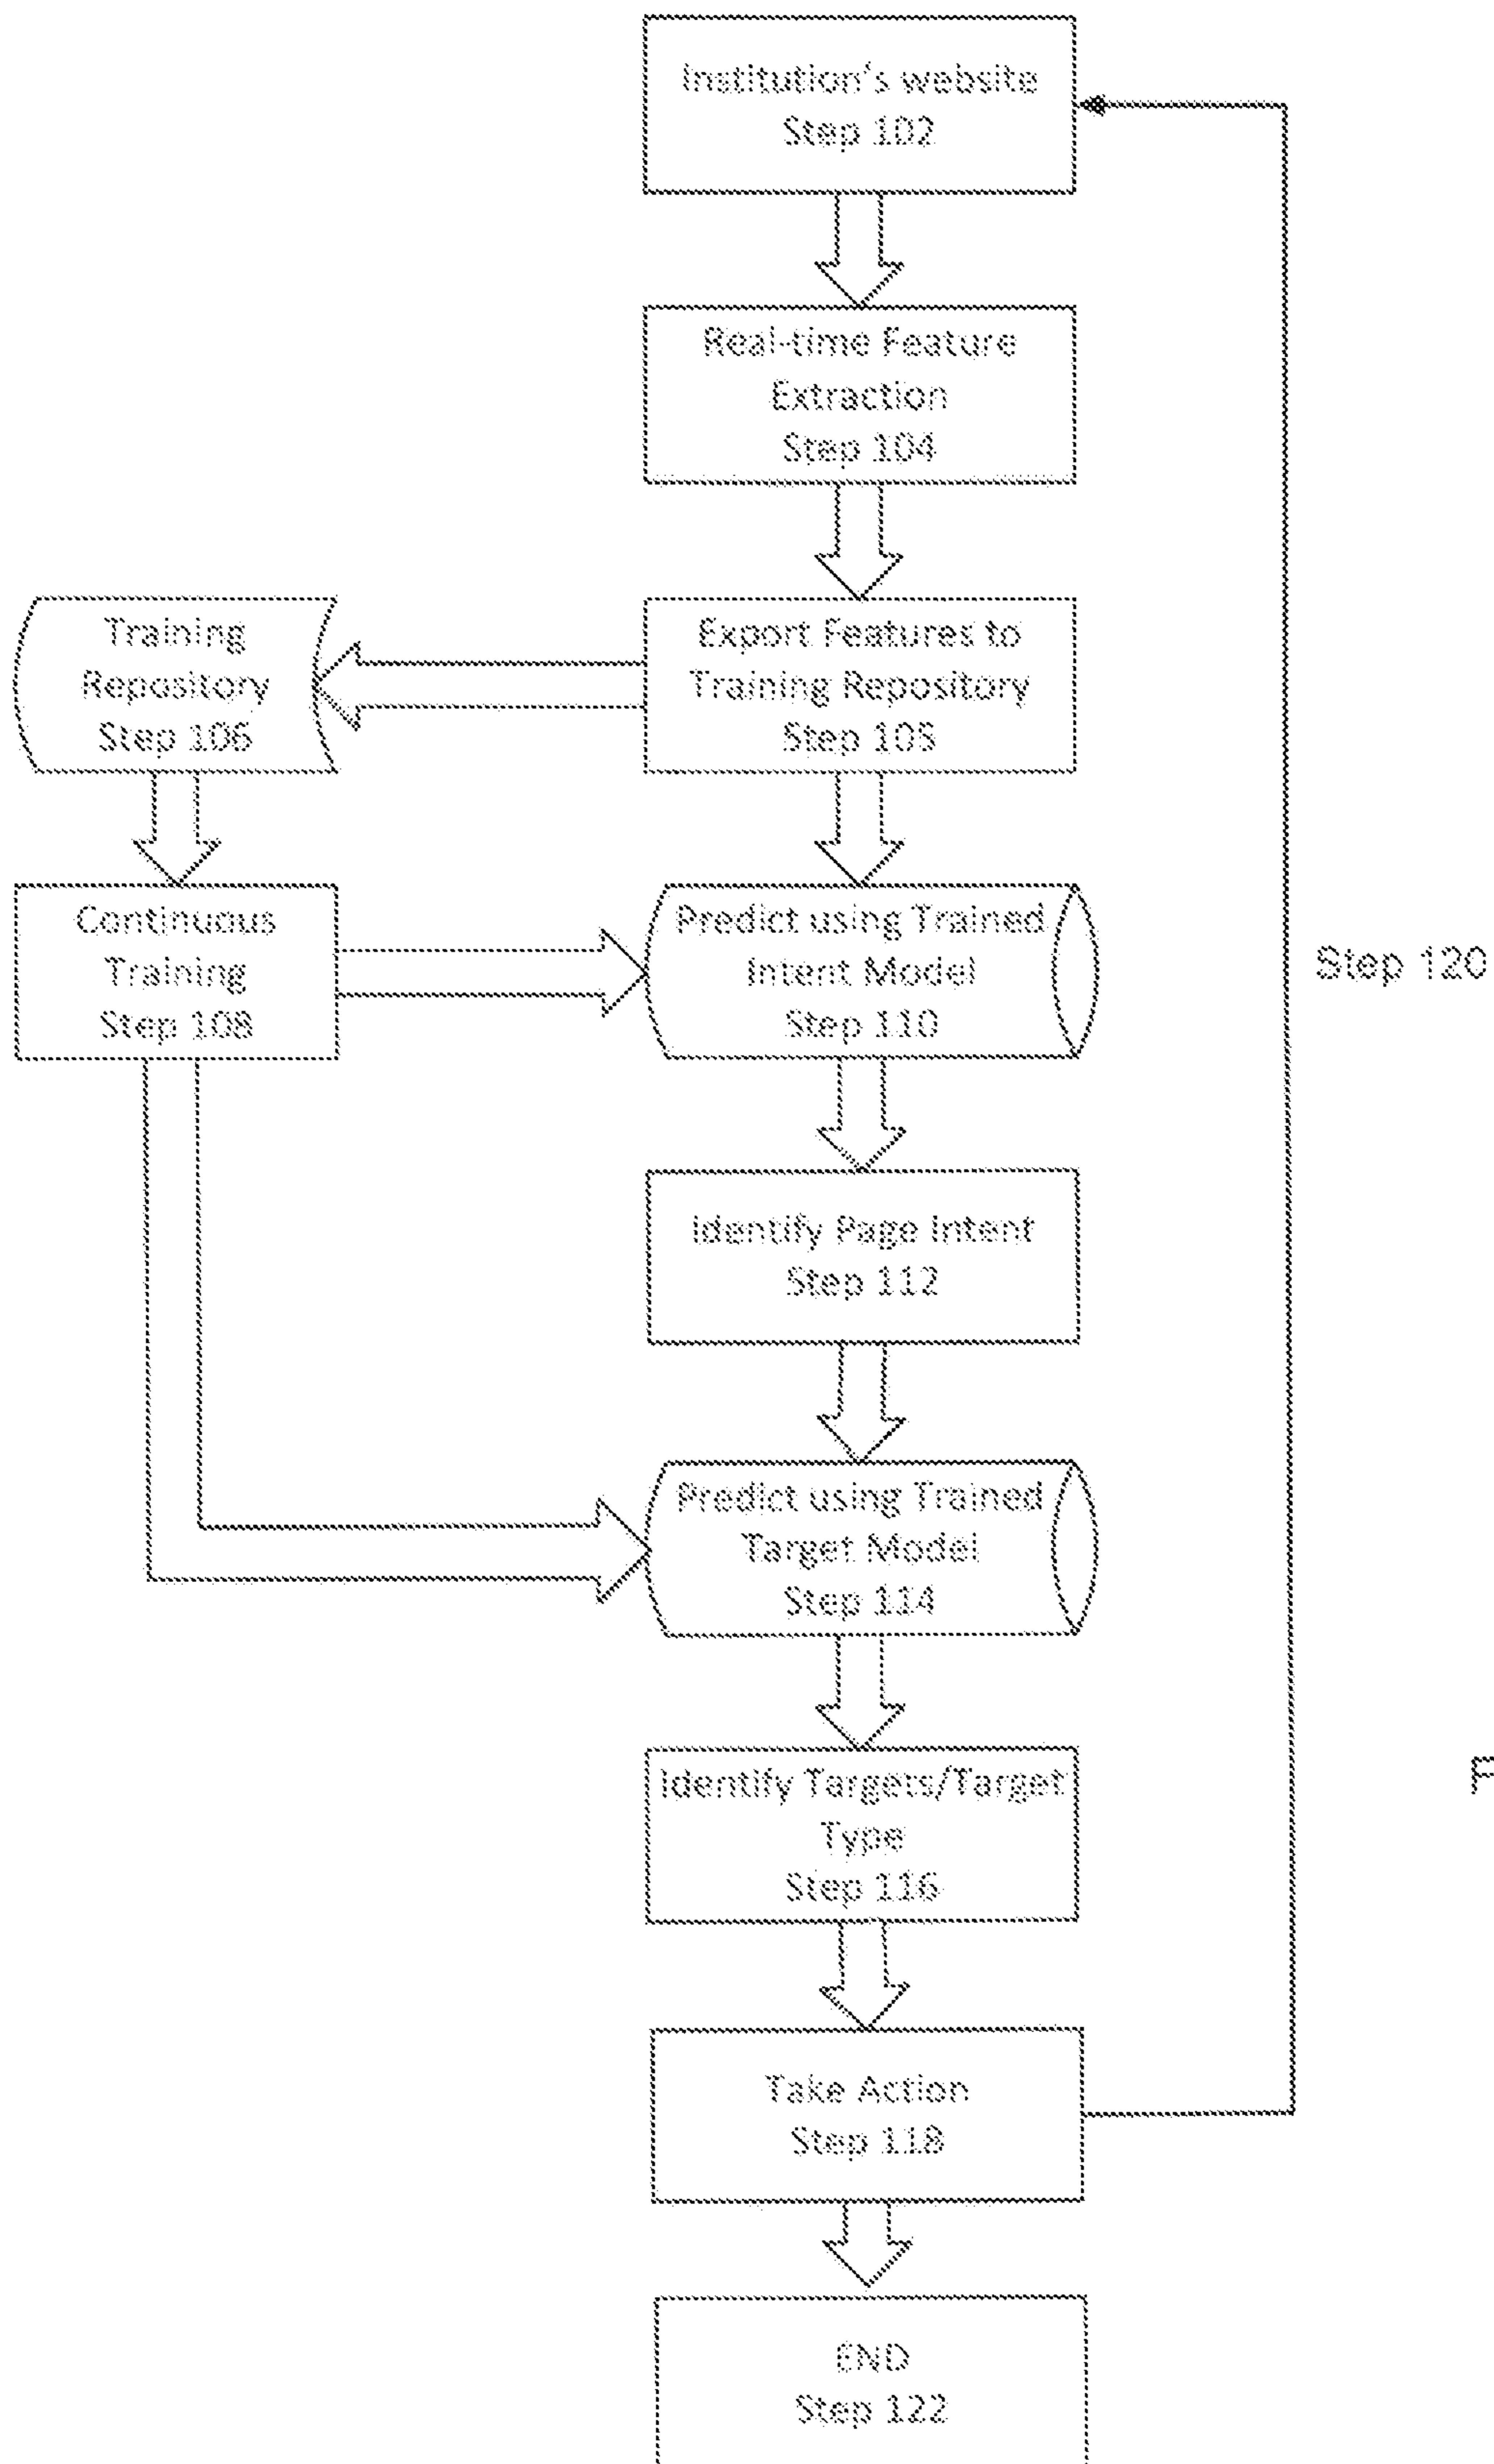 Institution's website
Step 102
Real-time Feature
Extraction
Step 104
Training
Repository
Step 106
Export Features to
Training Repository
Step 105
Continuous
Training
Step 108
Predict using Trained
Intent Model
Step 110
Step 120
Identify Page Intent
Step 112
Predict using Trained
Target Model
Step 114
Identify Targets/Target
Type
Step 116
F
Take Action
Step 118
END
Step 122